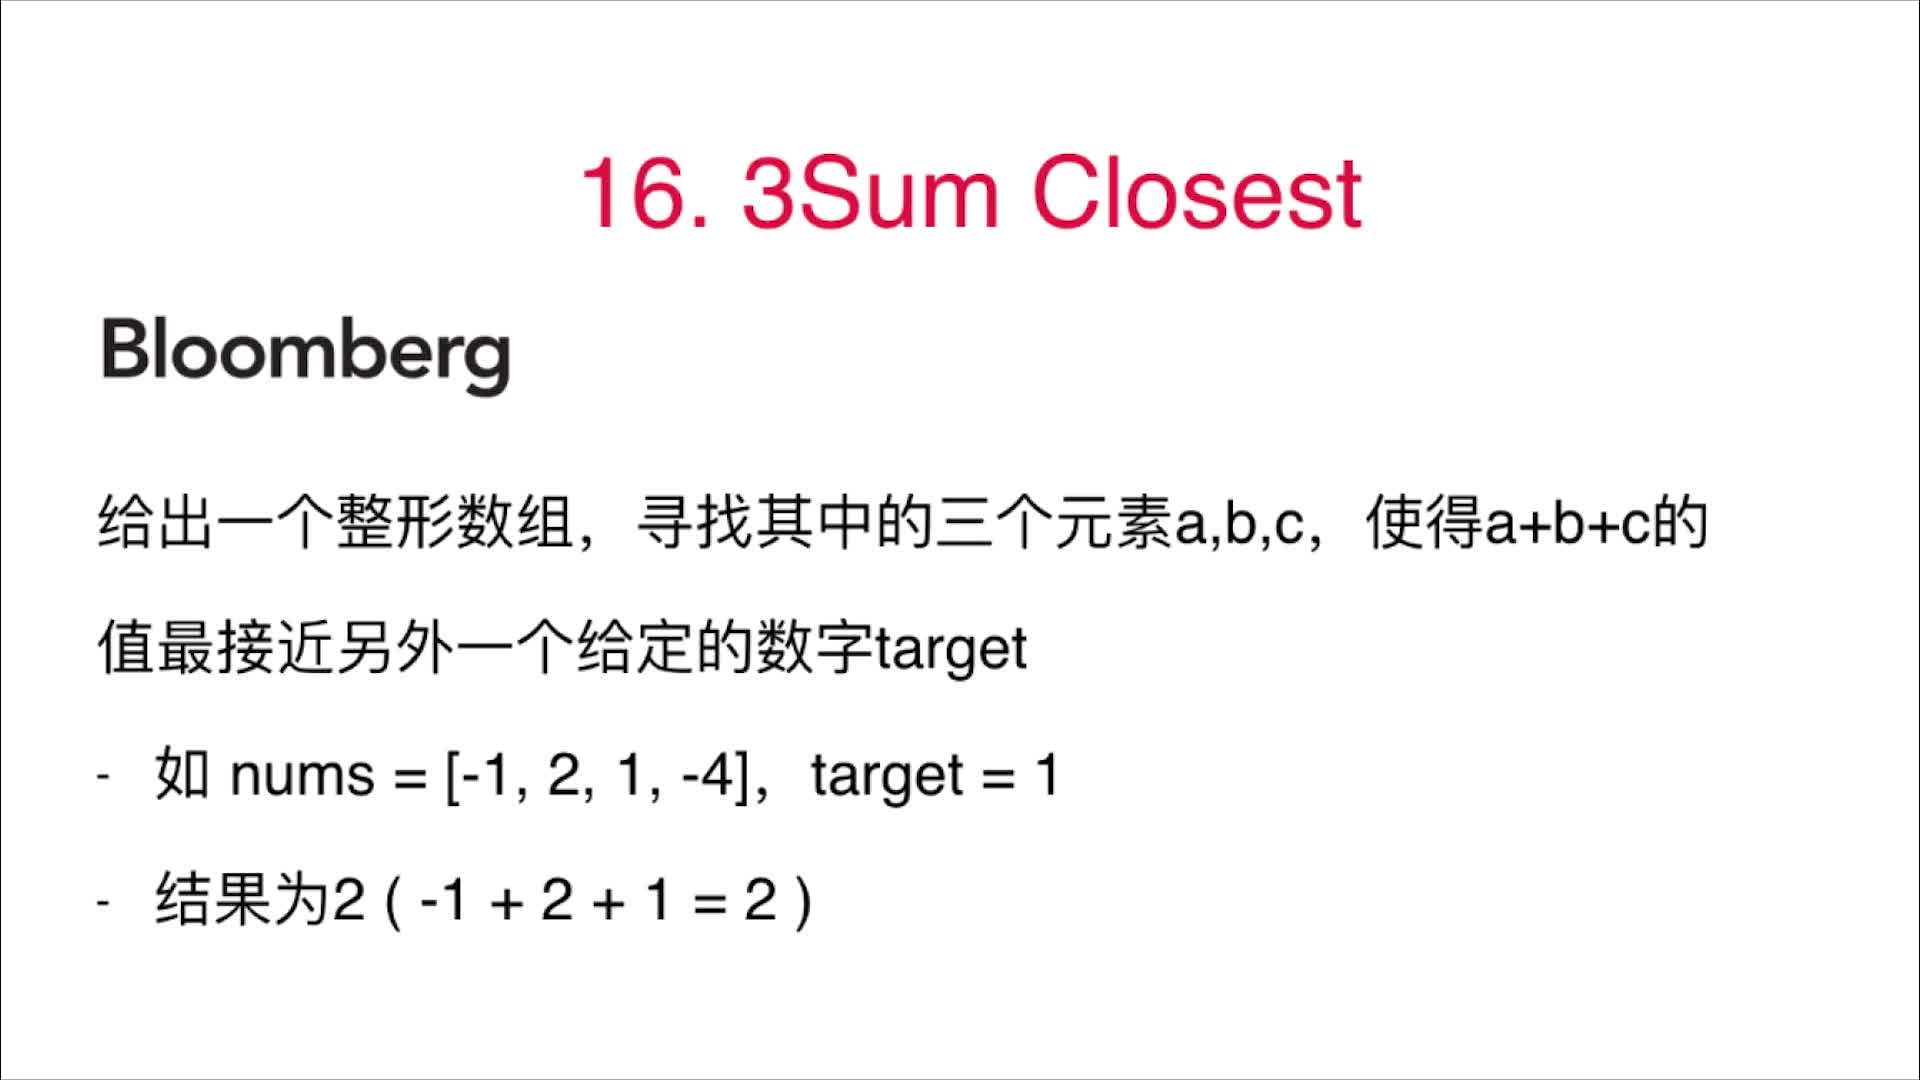 16. 3Sum Closest
Bloomberg
给出一个整形数组，寻找其中的三个元素a,b,c，使得a+b+c的
值最接近另外一个给定的数字target
- 如 nums = [-1, 2, 1, -4]，target = 1
- 结果为2 ( -1 + 2 + 1 = 2 )